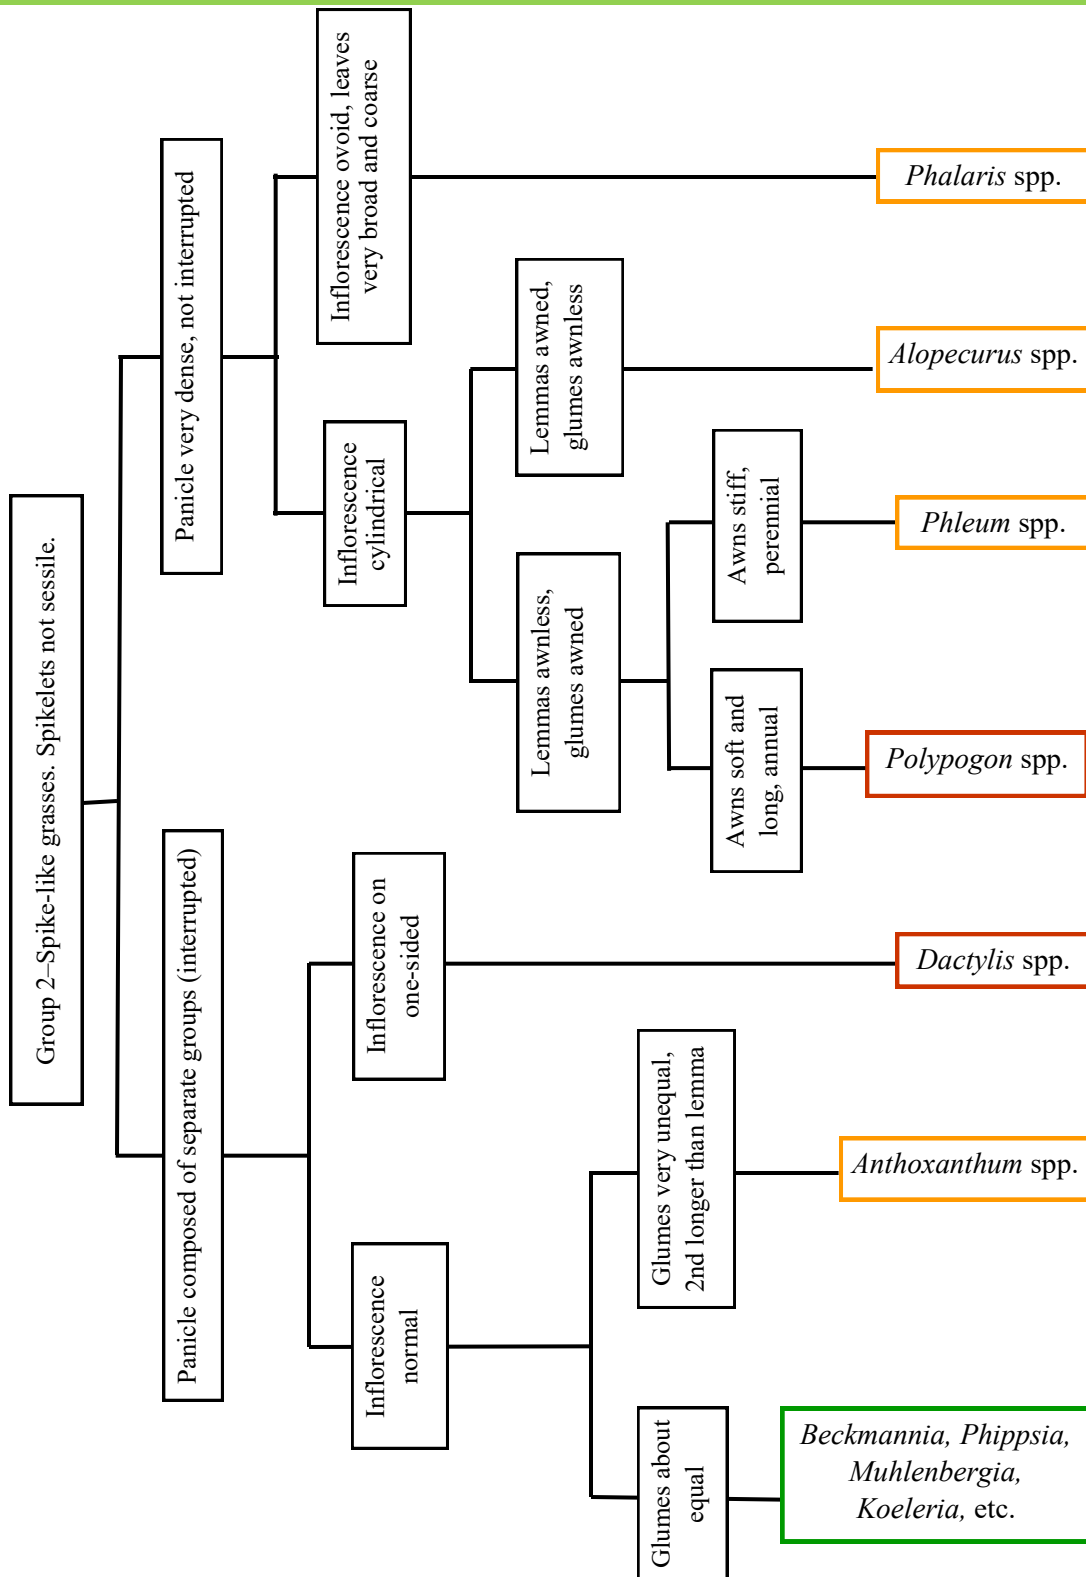 Group 2–Spike-like grasses. Spikelets not sessile.
Panicle composed of separate groups (interrupted)
Panicle very dense, not interrupted
Inflorescence
normal
Inflorescence on
one-sided
Inflorescence
cylindrical
Inflorescence ovoid, leaves
very broad and coarse
Lemmas awnless,
glumes awned
Lemmas awned,
glumes awnless
Glumes about
equal
Glumes very unequal,
2nd longer than lemma
Awns soft and
long, annual
Awns stiff,
perennial
Beckmannia, Phippsia,
Muhlenbergia,
Koeleria, etc.
Anthoxanthum spp.
Dactylis spp.
Polypogon spp.
Phleum spp.
Alopecurus spp.
Phalaris spp.